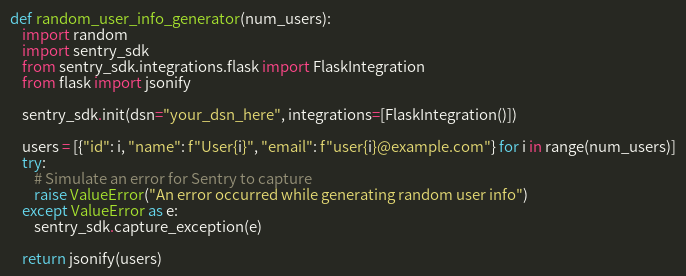 def random_user_info_generator(num_users):
    import random
    import sentry_sdk
    from sentry_sdk.integrations.flask import FlaskIntegration
    from flask import jsonify

    sentry_sdk.init(dsn="your_dsn_here", integrations=[FlaskIntegration()])

    users = [{"id": i, "name": f"User{i}", "email": f"user{i}@example.com"} for i in range(num_users)]
    try:
        # Simulate an error for Sentry to capture
        raise ValueError("An error occurred while generating random user info")
    except ValueError as e:
        sentry_sdk.capture_exception(e)

    return jsonify(users)